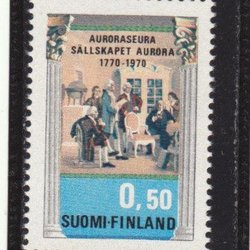 AURORASEURA
SÄLLSKAPET AURORA
1770-1970
0,50
SUOMI-FINLAND